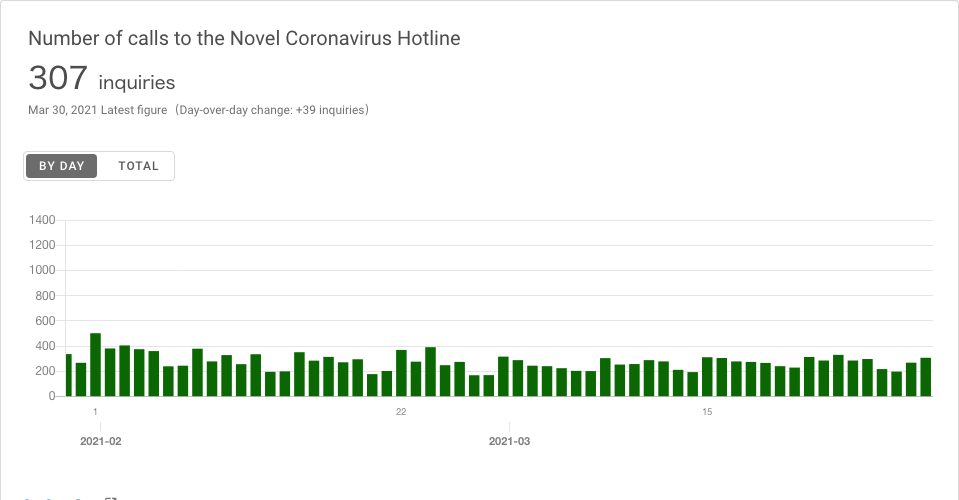 Number of calls to the Novel Coronavirus Hotline
307 inquiries
Mar 30, 2021 Latest figure（Day-over-day change: +39 inquiries）
BY DAY TOTAL
1400
1200
1000
800
600
400
200
0
1 22 15
2021-02 2021-03